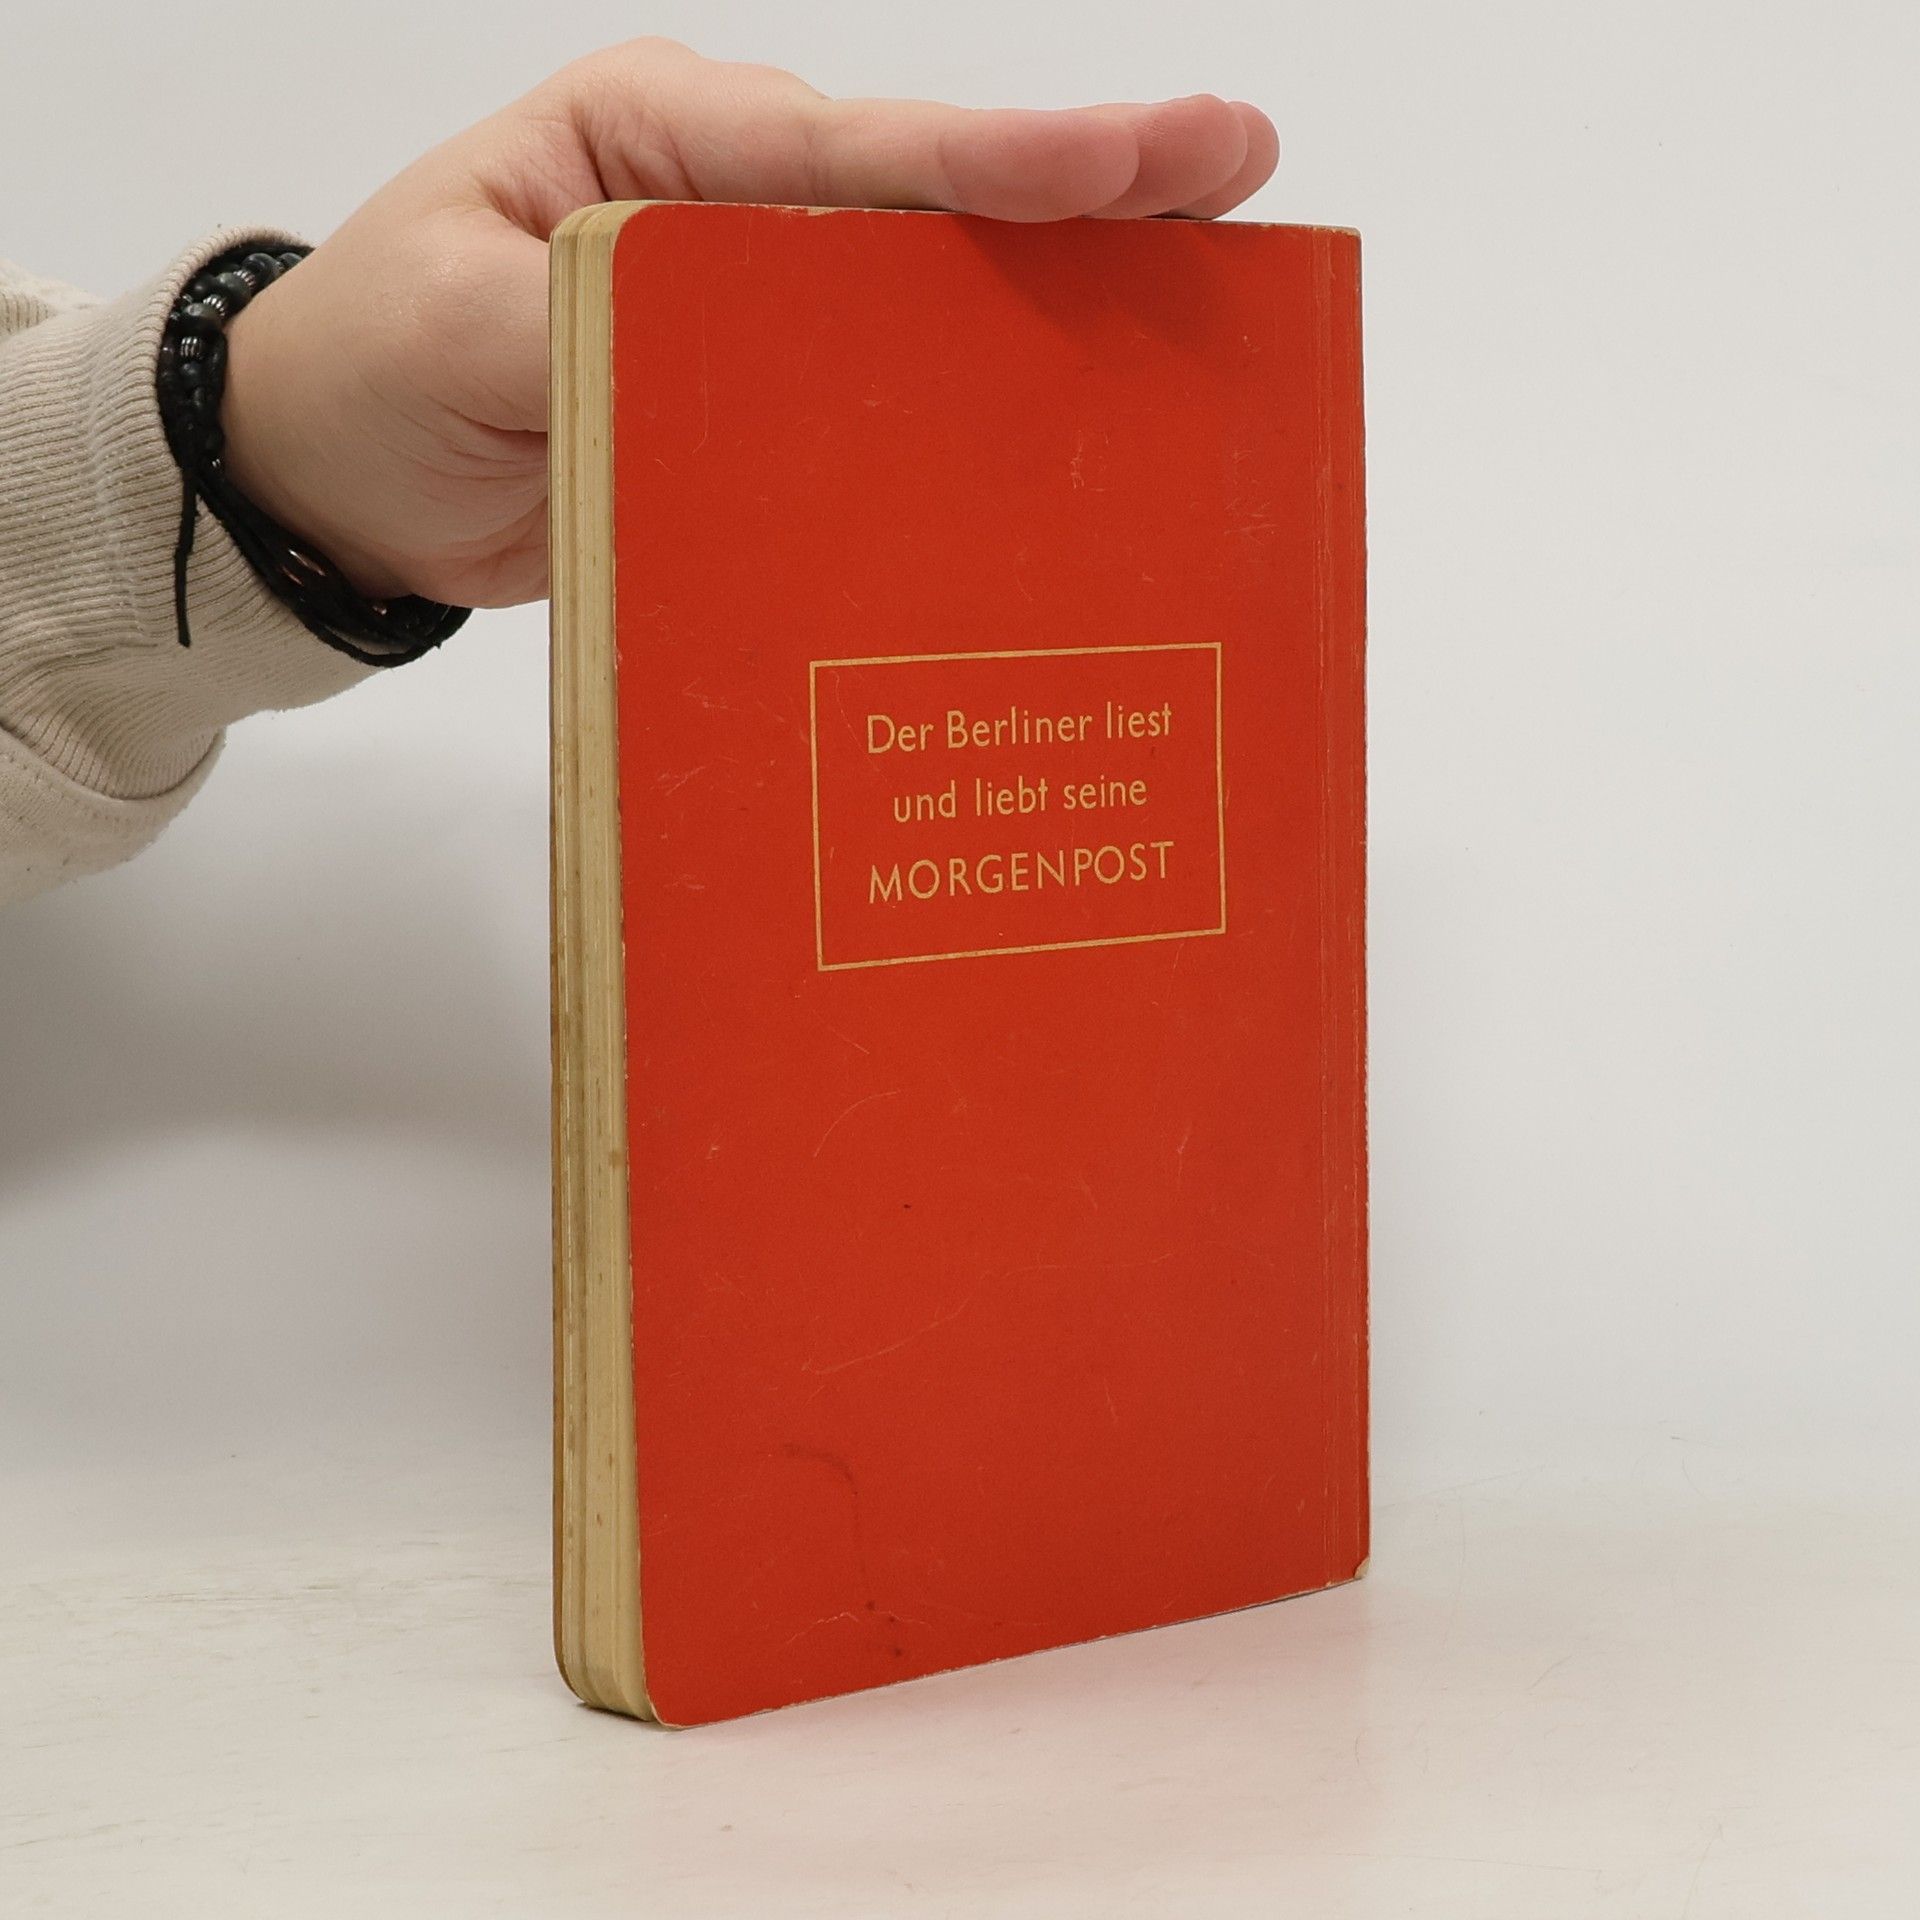 Der Berliner liest
und liebt seine
MORGENPOST